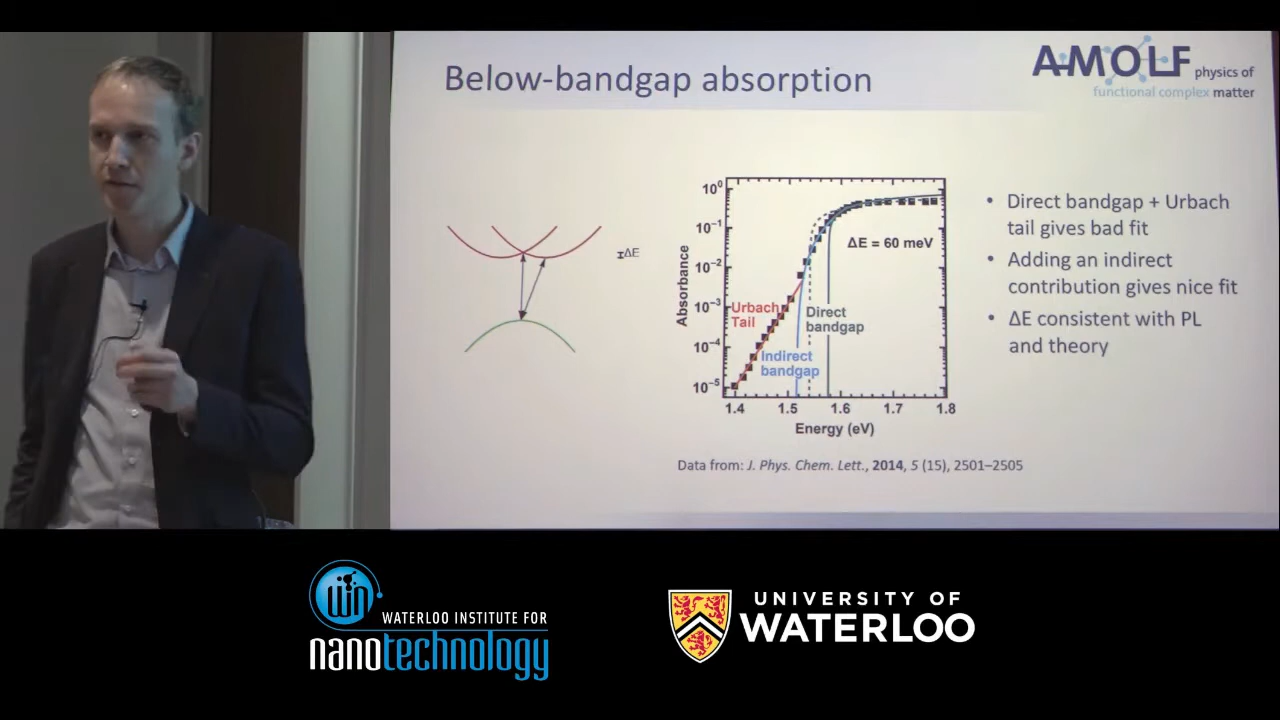 Below-bandgap absorption
AMOLF physics of
functional complex matter
ΔE
Absorbance
10⁰
10⁻¹
10⁻²
10⁻³
10⁻⁴
10⁻⁵
ΔE = 60 meV
Urbach
Tail
Direct
bandgap
Indirect
bandgap
1.4 1.5 1.6 1.7 1.8
Energy (eV)
• Direct bandgap + Urbach
tail gives bad fit
• Adding an indirect
contribution gives nice fit
• ΔE consistent with PL
and theory
Data from: J. Phys. Chem. Lett., 2014, 5 (15), 2501–2505
WIN
WATERLOO INSTITUTE FOR
nanotechnology
UNIVERSITY OF
WATERLOO